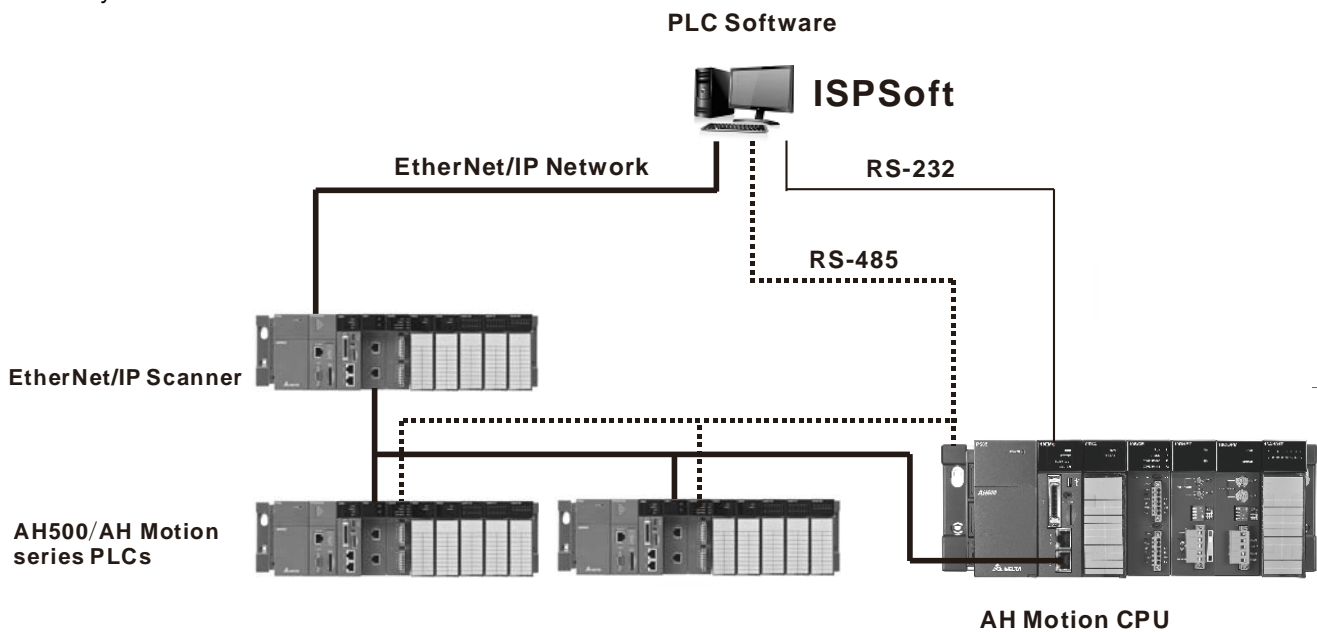 PLC Software
ISPSoft
EtherNet/IP Network
RS-232
RS-485
EtherNet/IP Scanner
AH500/AH Motion
series PLCs
AH500
AH Motion CPU